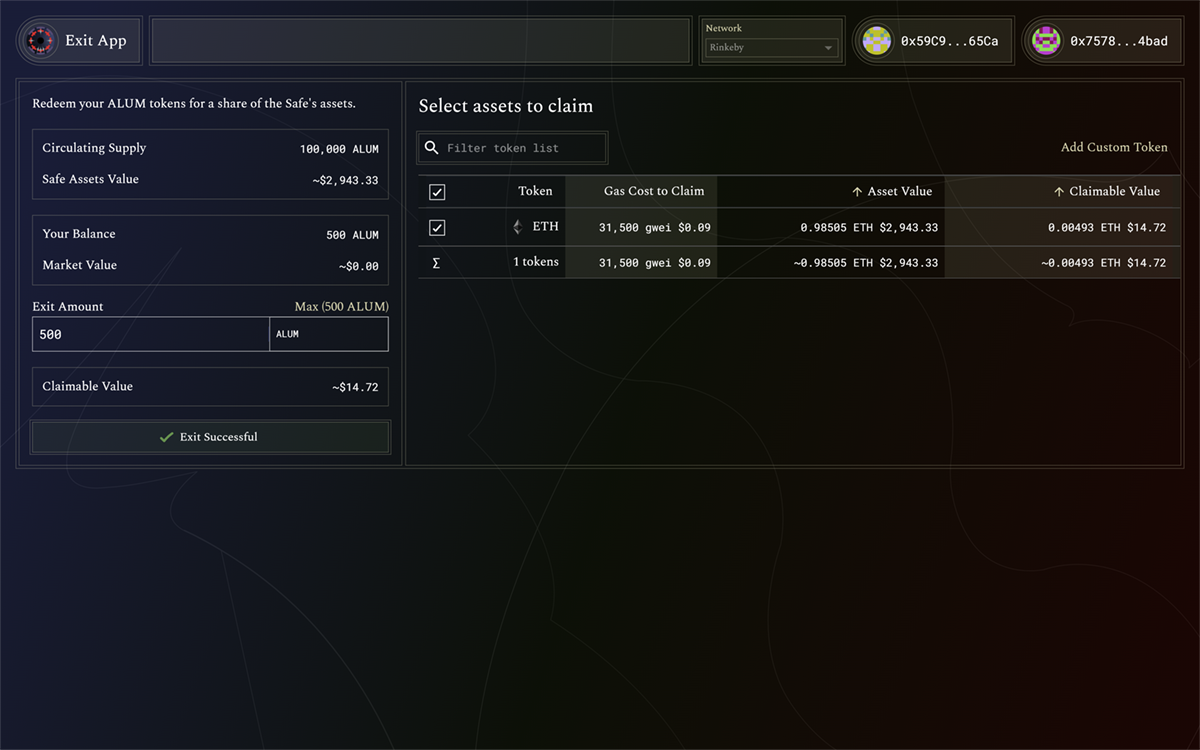 Exit App
Network
Rinkeby
0x59C9...65Ca
0x7578...4bad
Redeem your ALUM tokens for a share of the Safe's assets.
Circulating Supply 100,000 ALUM
Safe Assets Value ~$2,943.33
Your Balance 500 ALUM
Market Value ~$0.00
Exit Amount Max (500 ALUM)
500 ALUM
Claimable Value ~$14.72
Exit Successful
Select assets to claim
Filter token list
Add Custom Token
Token Gas Cost to Claim ↑ Asset Value ↑ Claimable Value
ETH 31,500 gwei $0.09 0.98505 ETH $2,943.33 0.00493 ETH $14.72
Σ 1 tokens 31,500 gwei $0.09 ~0.98505 ETH $2,943.33 ~0.00493 ETH $14.72